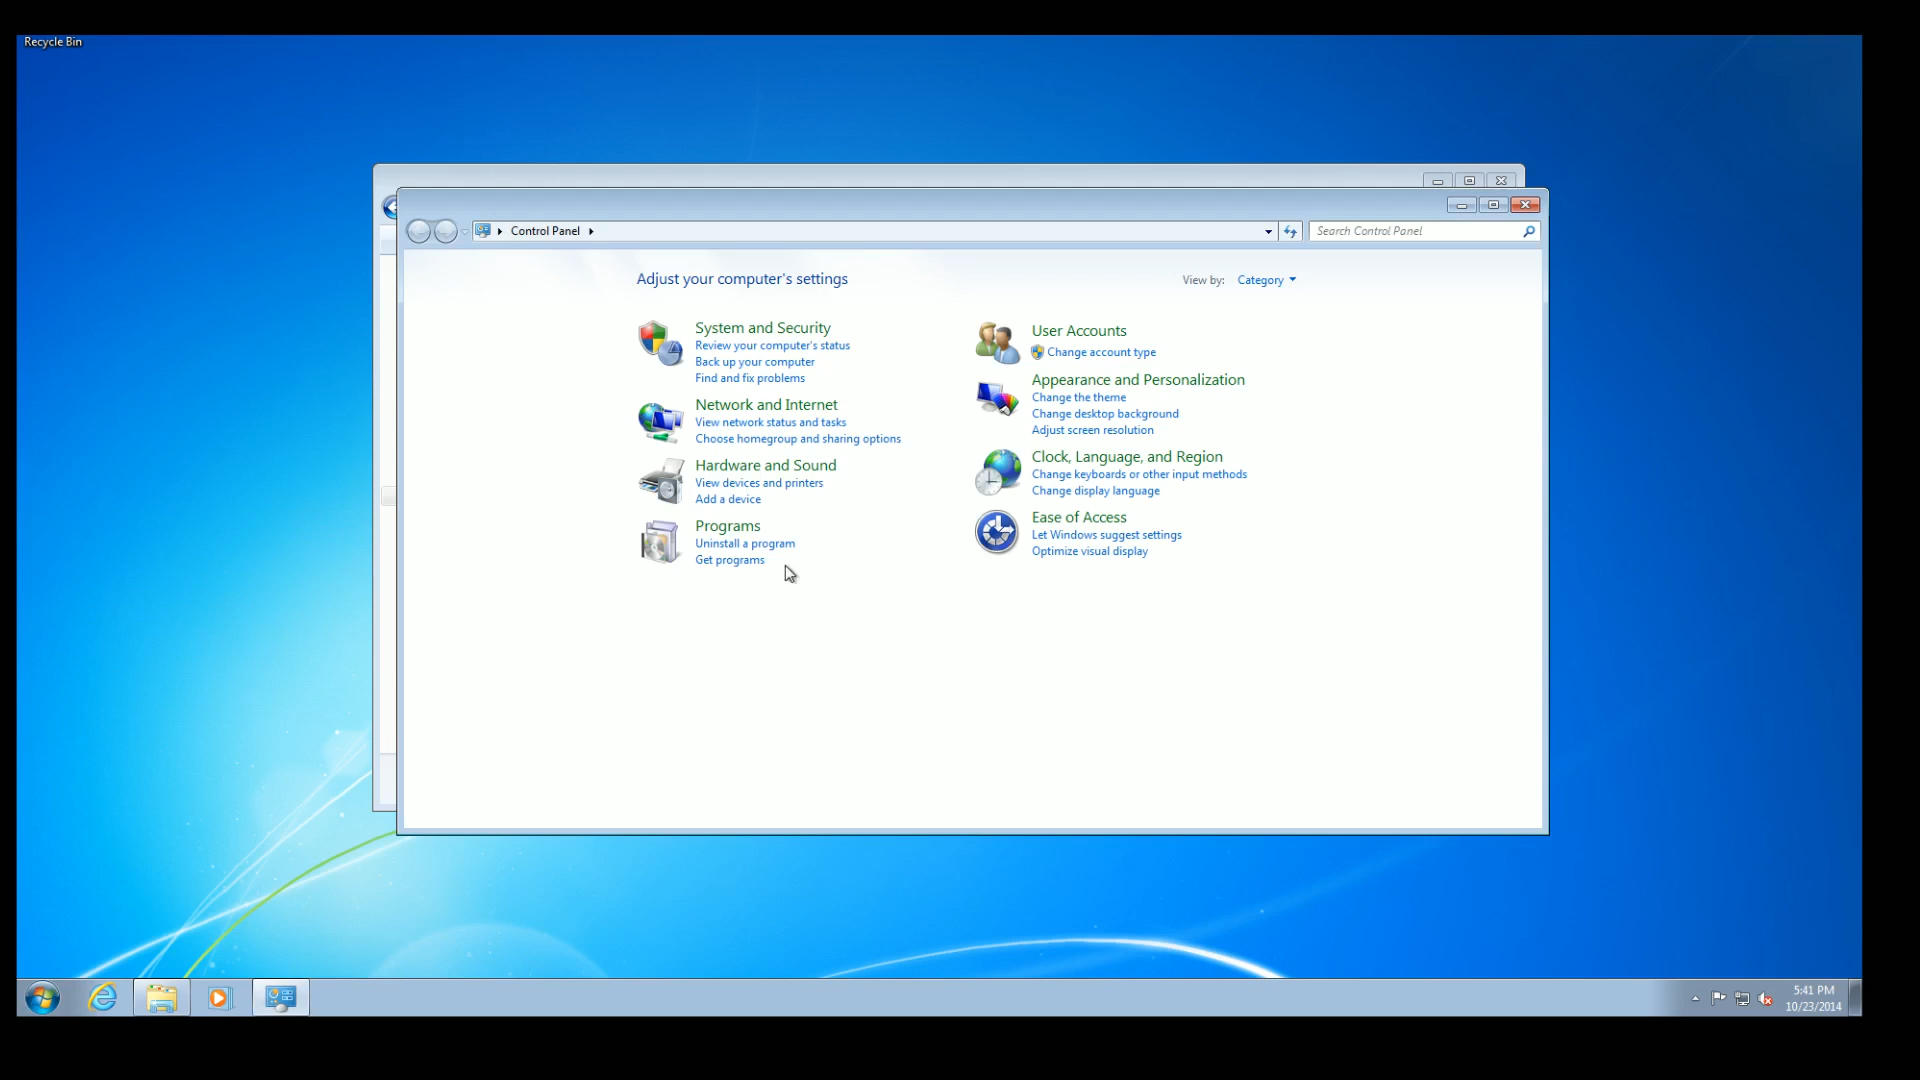 Recycle Bin
Control Panel
Search Control Panel
Adjust your computer's settings
View by: Category
System and Security
Review your computer's status
Back up your computer
Find and fix problems
Network and Internet
View network status and tasks
Choose homegroup and sharing options
Hardware and Sound
View devices and printers
Add a device
Programs
Uninstall a program
Get programs
User Accounts
Change account type
Appearance and Personalization
Change the theme
Change desktop background
Adjust screen resolution
Clock, Language, and Region
Change keyboards or other input methods
Change display language
Ease of Access
Let Windows suggest settings
Optimize visual display
5:41 PM
10/23/2014